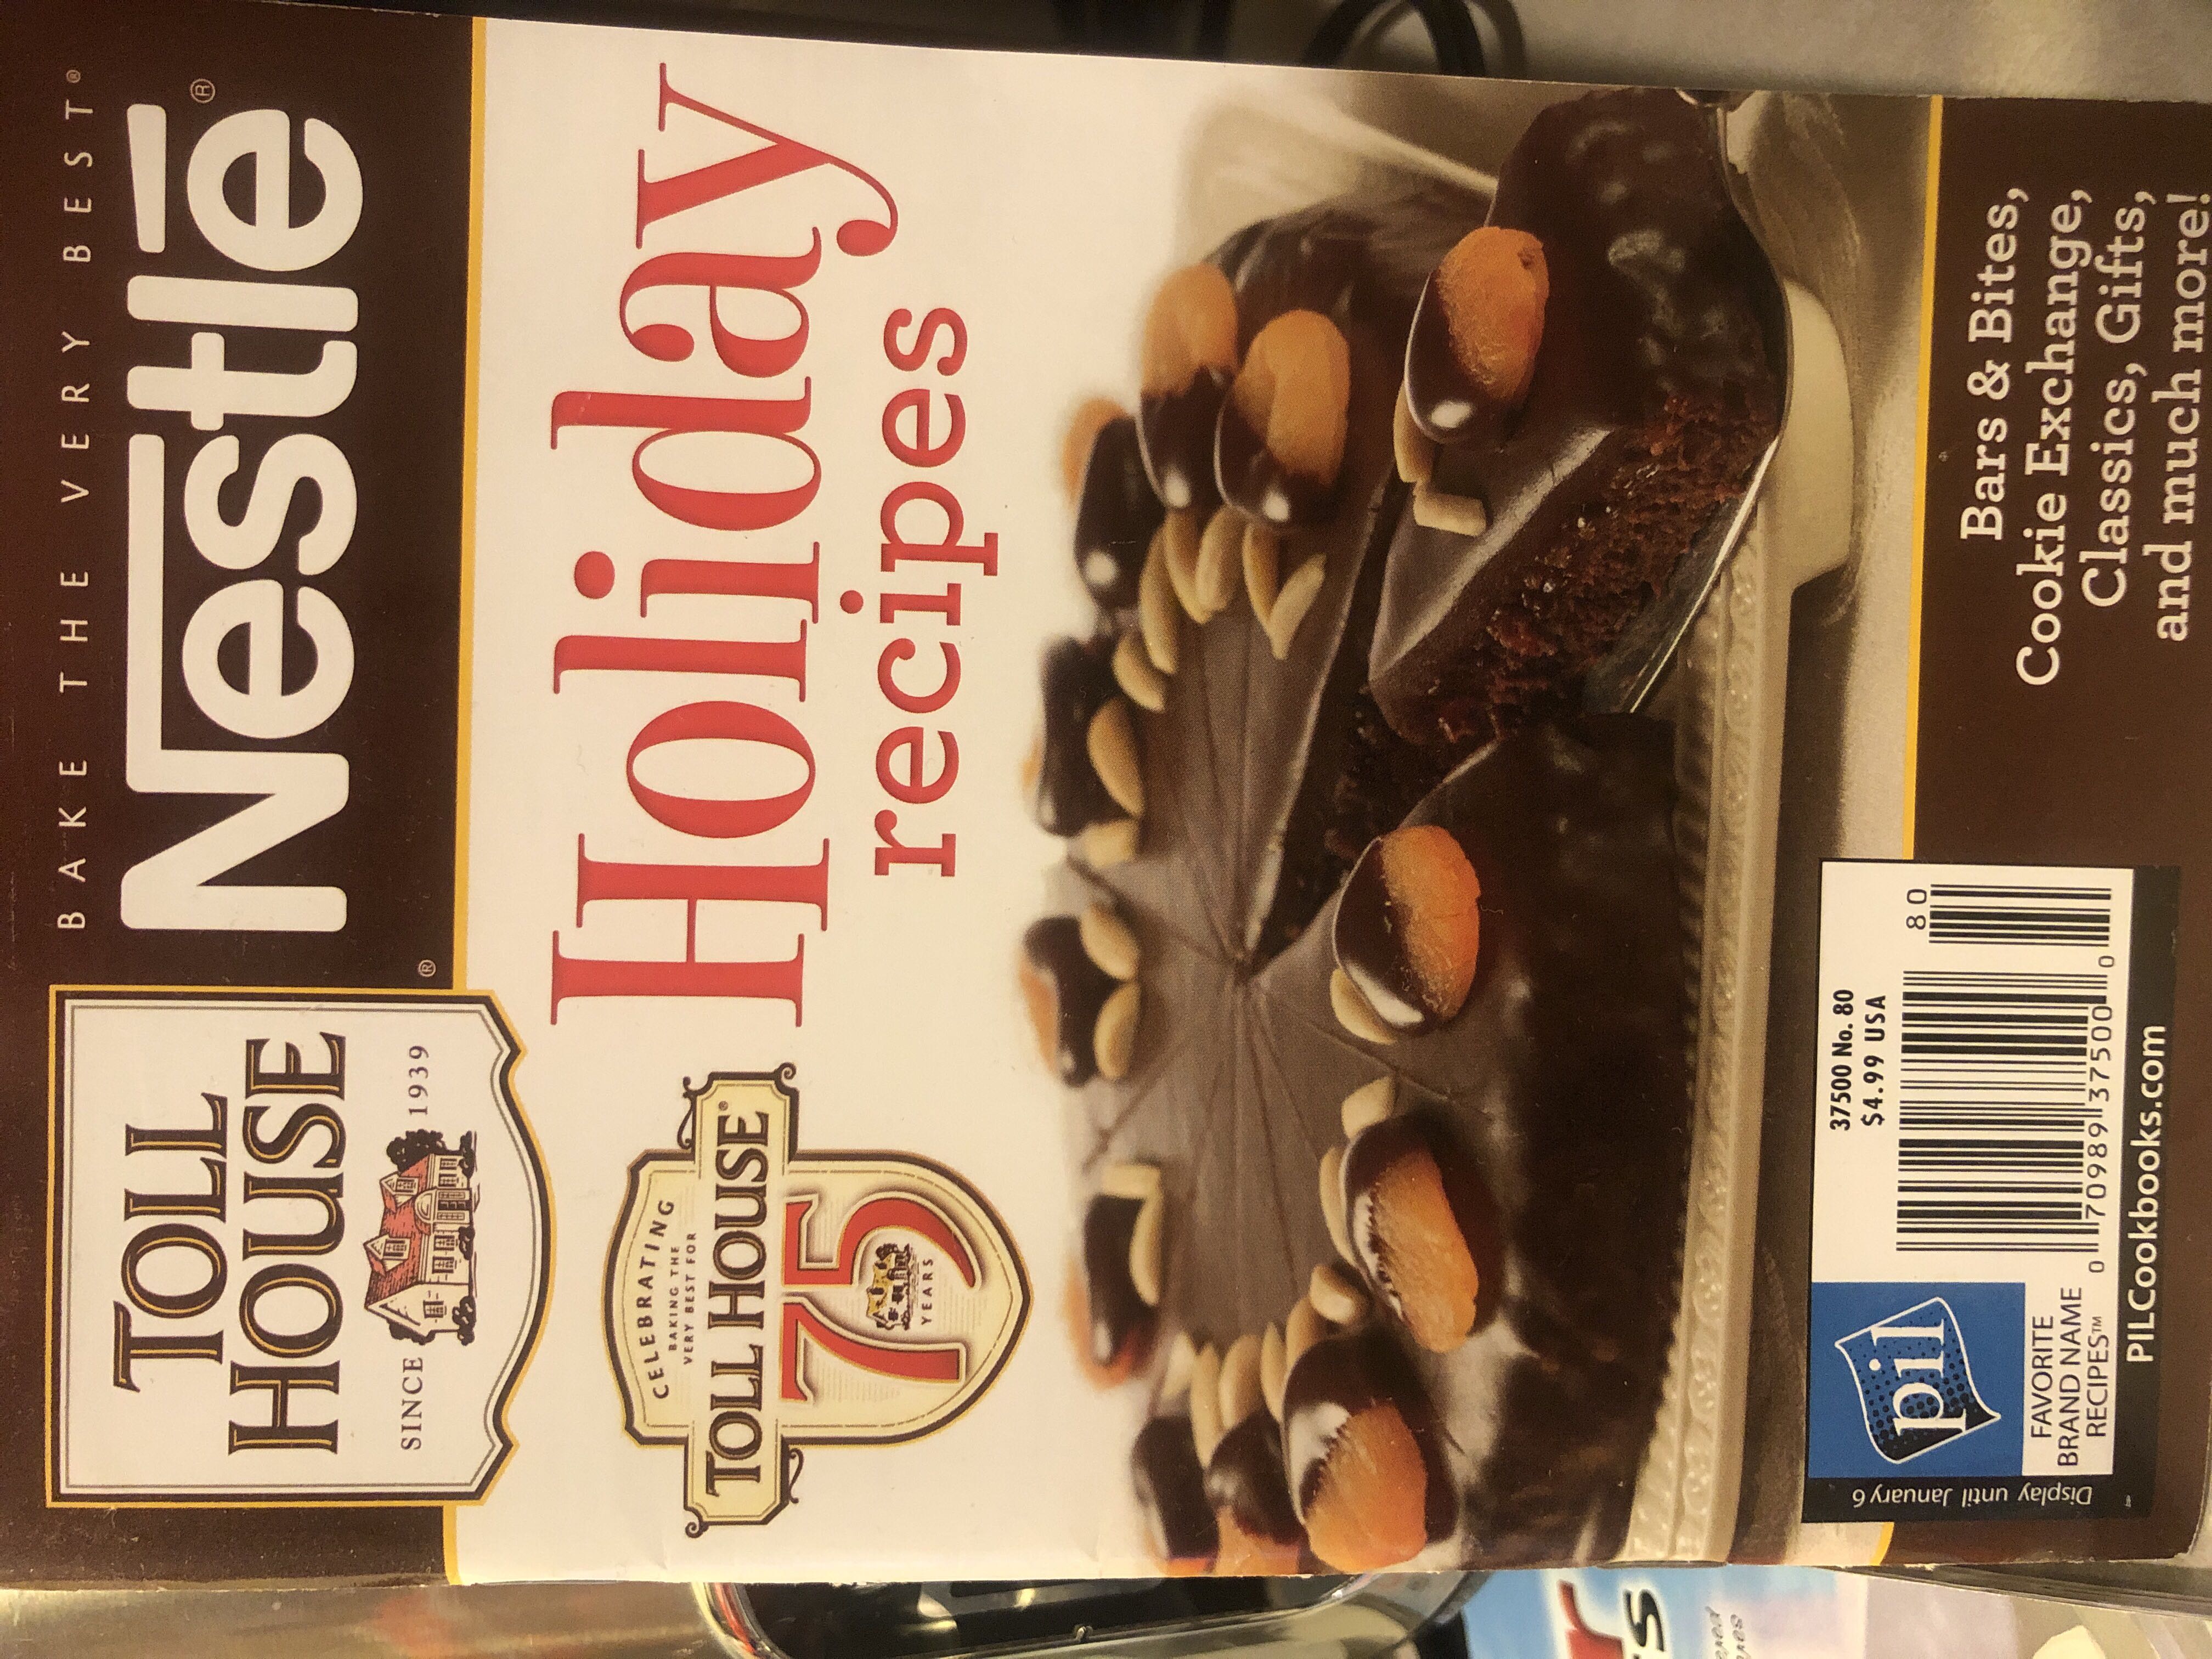 BAKE THE VERY BEST®
TOLL
HOUSE
SINCE 1939
®
Nestlé®
Holiday
recipes
CELEBRATING
BAKING THE
VERY BEST FOR
TOLL HOUSE®
75
YEARS
Bars & Bites,
Cookie Exchange,
Classics, Gifts,
and much more!
37500 No. 80
$4.99 USA
80
0 70989 37500 0
pil
FAVORITE
BRAND NAME
RECIPES™
PILCookbooks.com
Display until January 6